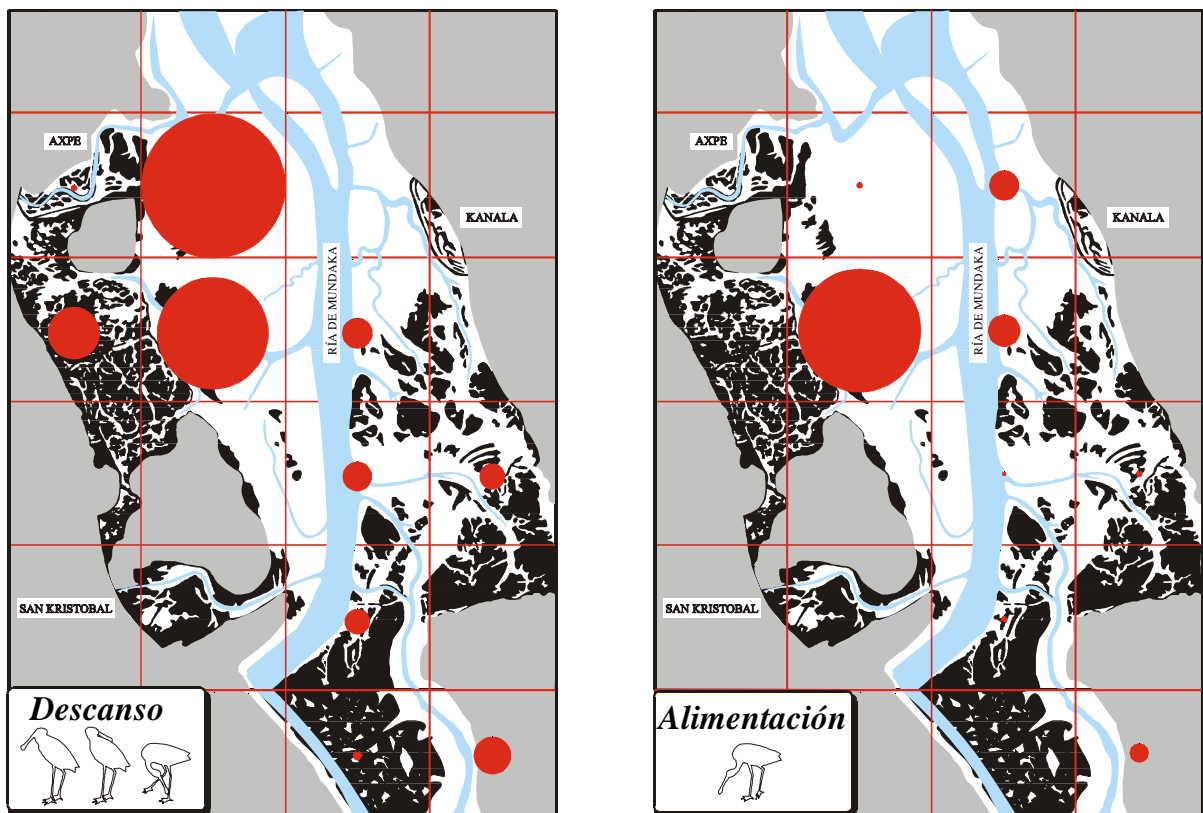 AXPE
KANALA
RÍA DE MUNDAKA
SAN KRISTOBAL
Descanso
AXPE
KANALA
RÍA DE MUNDAKA
SAN KRISTOBAL
Alimentación